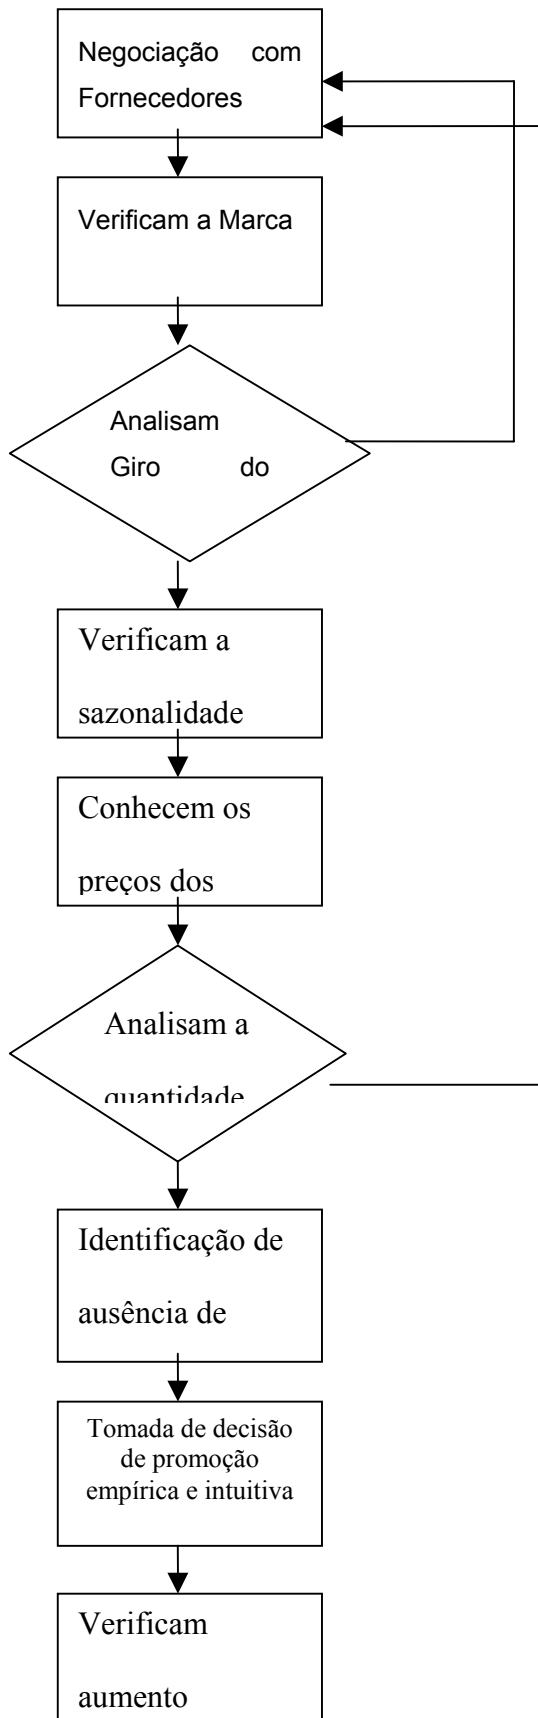 Negociação com
Fornecedores
Verificam a Marca
Analisam
Giro do
Verificam a
sazonalidade
Conhecem os
preços dos
Analisam a
quantidade
Identificação de
ausência de
Tomada de decisão
de promoção
empírica e intuitiva
Verificam
aumento